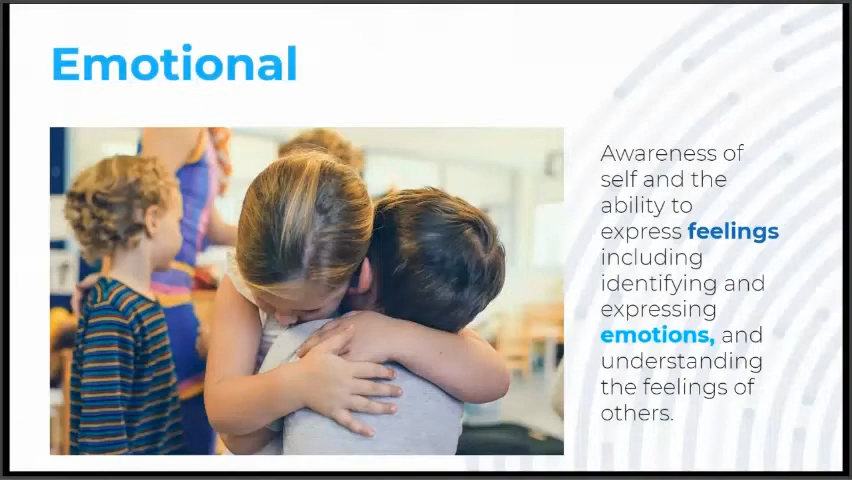 Emotional
Awareness of
self and the
ability to
express feelings
including
identifying and
expressing
emotions, and
understanding
the feelings of
others.